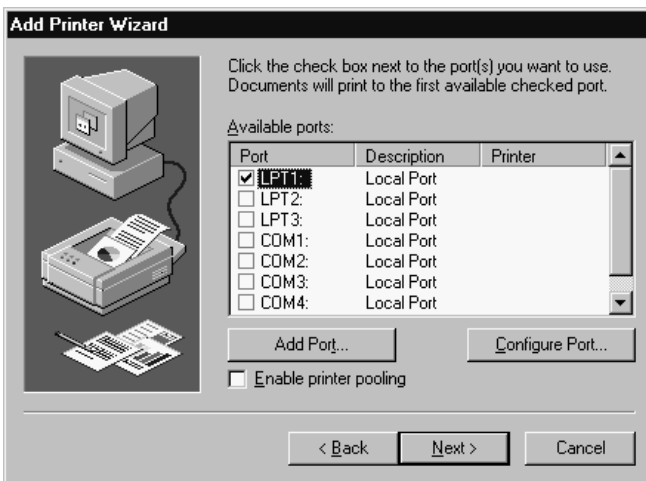 Add Printer Wizard
Click the check box next to the port(s) you want to use.
Documents will print to the first available checked port.
Available ports:
Port Description Printer
LPT1: Local Port
LPT2: Local Port
LPT3: Local Port
COM1: Local Port
COM2: Local Port
COM3: Local Port
COM4: Local Port
Add Port... Configure Port...
Enable printer pooling
< Back Next > Cancel